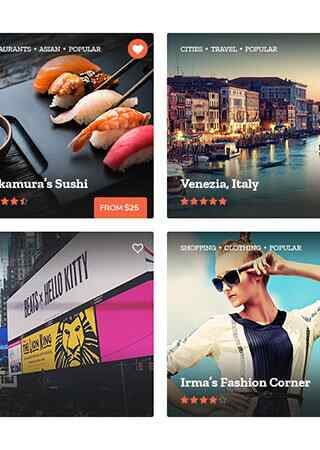 AURANTS • ASIAN • POPULAR
kamura's Sushi
FROM $25
CITIES • TRAVEL • POPULAR
Venezia, Italy
BEATS x HELLO KITTY
THE LION KING
SHOPPING • CLOTHING • POPULAR
Irma's Fashion Corner